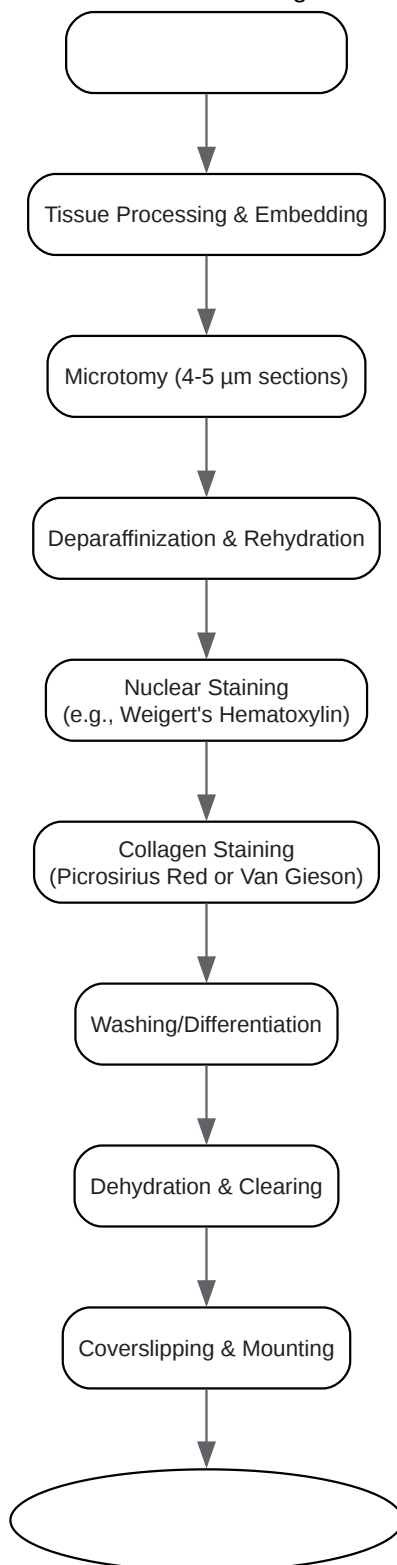 Tissue Processing & Embedding
Microtomy (4-5 µm sections)
Deparaffinization & Rehydration
Nuclear Staining
(e.g., Weigert's Hematoxylin)
Collagen Staining
(Picrosirius Red or Van Gieson)
Washing/Differentiation
Dehydration & Clearing
Coverslipping & Mounting